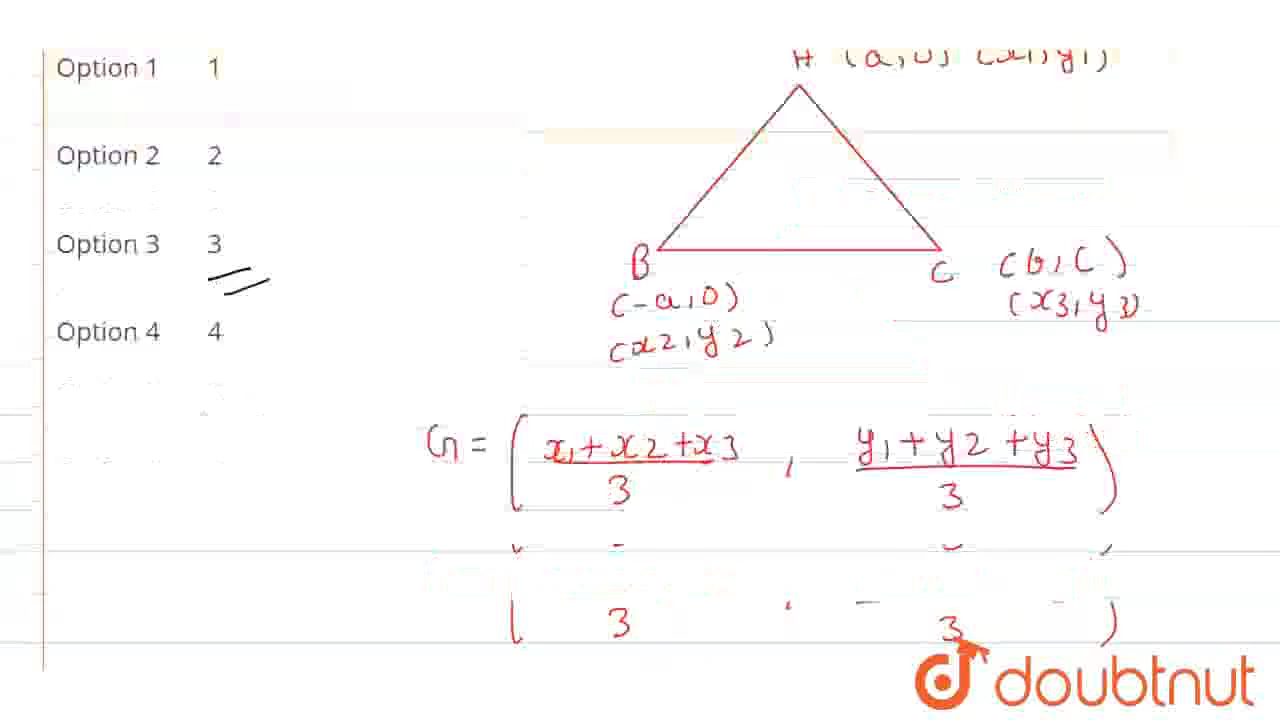 Option 1 1
(x1, y1)
Option 2 2
Option 3 3
B
C (b, c)
(-a, 0)
(x3, y3)
(x2, y2)
Option 4 4
G = ( x1+x2+x3 / 3 , y1+y2+y3 / 3 )
( 3 , 3 )
doubtnut